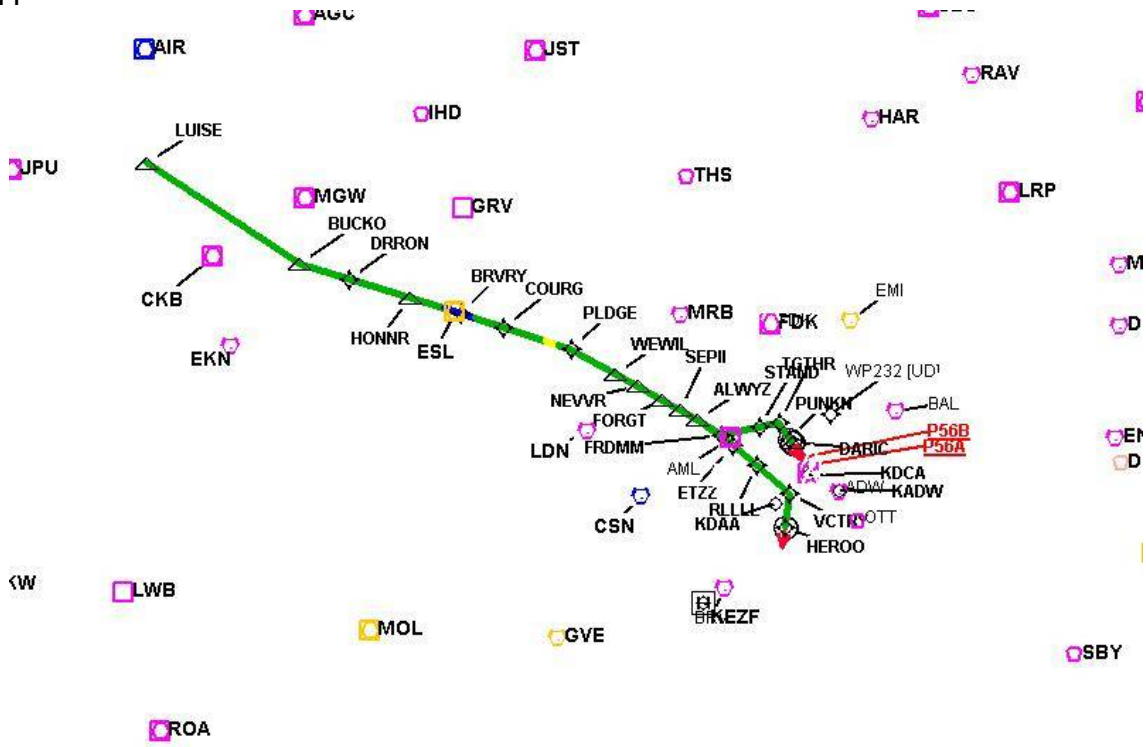 AGC
AIR
JST
RAV
IHD
HAR
LUISE
JPU
THS
LRP
MGW
GRV
BUCKO
DRRON
CKB
BRVRY
COURG
EMI
HONNR
ESL
PLDGE
MRB
FDK
EKN
WEWIL
SEPII
TGTHR
STAND
WP232 [UD]
NEVVR
ALWYZ
PUNKN
BAL
FORGT
P56B
LDN
FRDMM
DARIC
P56A
AML
KDCA
ETZZ
ADW
KADW
RLLLL
CSN
KDAA
VCTRY
OTT
HEROO
LWB
KEZF
MOL
GVE
SBY
ROA